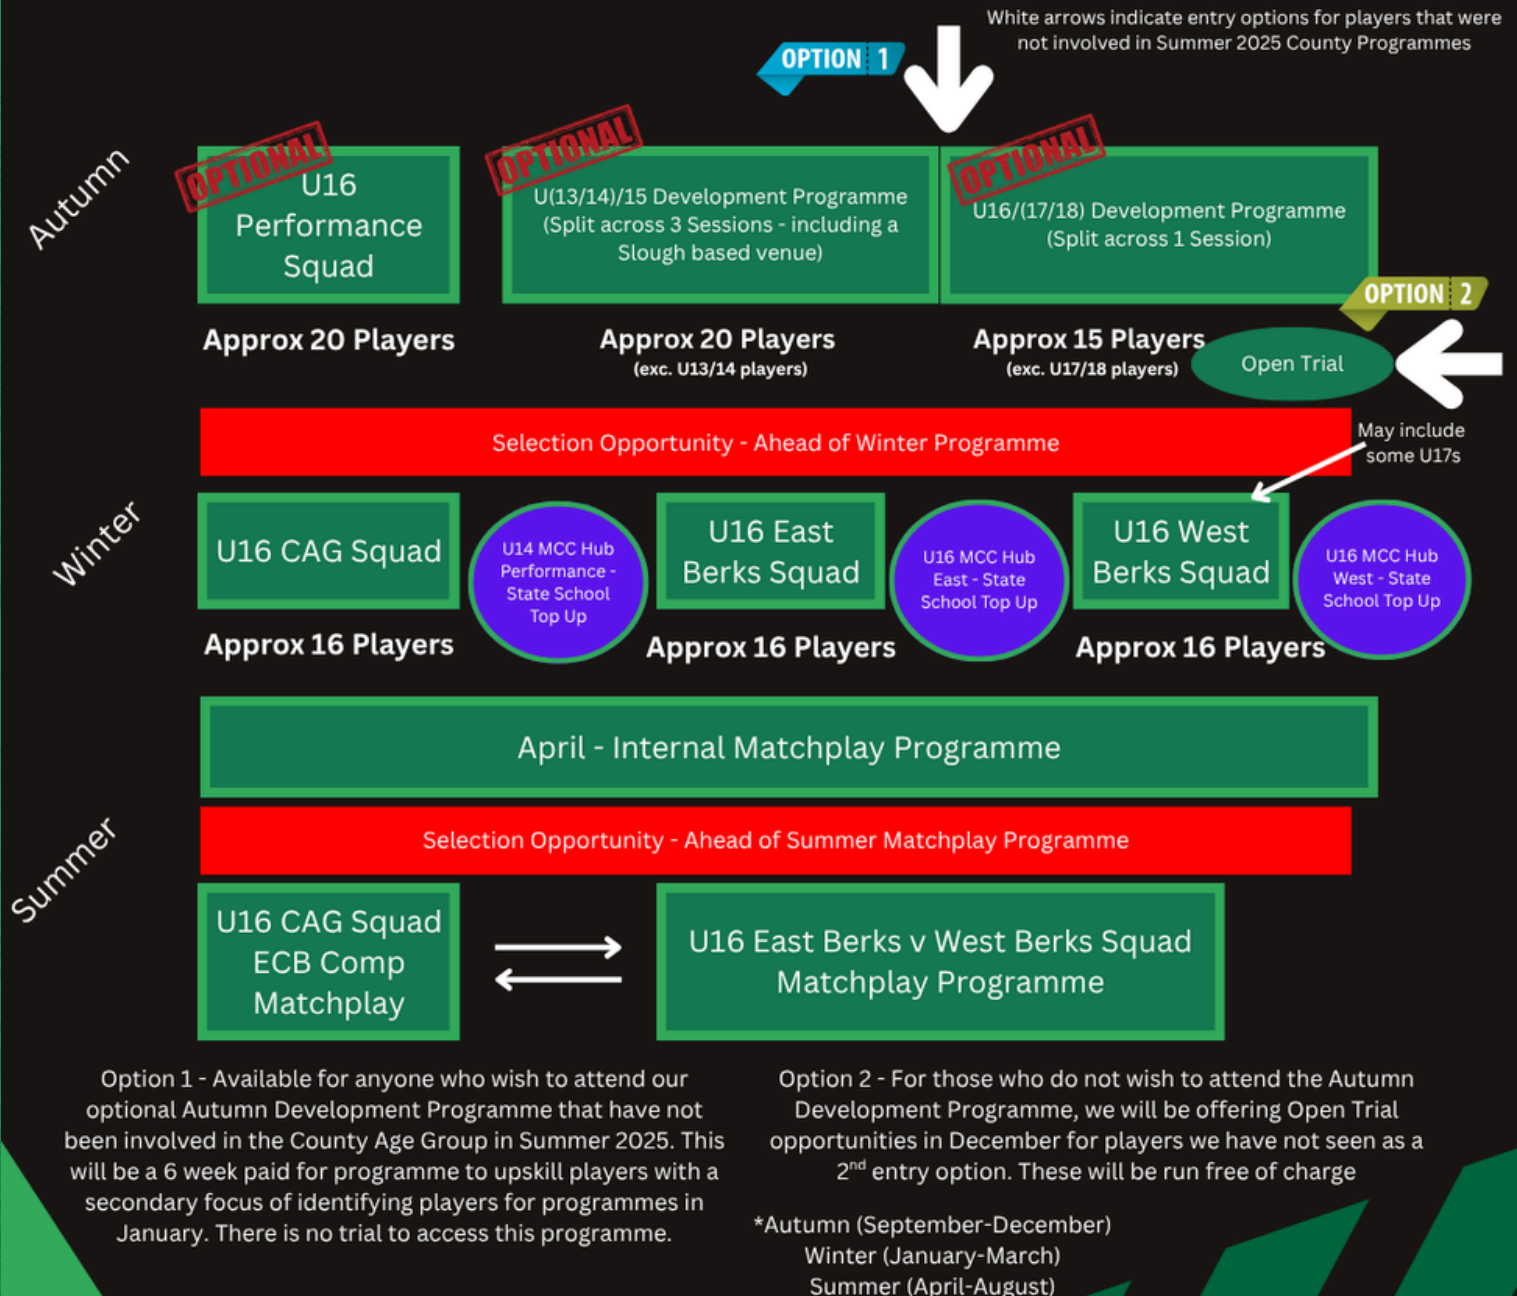 White arrows indicate entry options for players that were
not involved in Summer 2025 County Programmes
OPTION 1
Autumn
OPTIONAL
U16
Performance
Squad
OPTIONAL
U(13/14)/15 Development Programme
(Split across 3 Sessions - including a
Slough based venue)
OPTIONAL
U16/(17/18) Development Programme
(Split across 1 Session)
OPTION 2
Approx 20 Players
Approx 20 Players
(exc. U13/14 players)
Approx 15 Players
(exc. U17/18 players)
Open Trial
Selection Opportunity - Ahead of Winter Programme
May include
some U17s
Winter
U16 CAG Squad
Approx 16 Players
U14 MCC Hub
Performance -
State School
Top Up
U16 East
Berks Squad
Approx 16 Players
U16 MCC Hub
East - State
School Top Up
U16 West
Berks Squad
Approx 16 Players
U16 MCC Hub
West - State
School Top Up
April - Internal Matchplay Programme
Summer
Selection Opportunity - Ahead of Summer Matchplay Programme
U16 CAG Squad
ECB Comp
Matchplay
U16 East Berks v West Berks Squad
Matchplay Programme
Option 1 - Available for anyone who wish to attend our
optional Autumn Development Programme that have not
been involved in the County Age Group in Summer 2025. This
will be a 6 week paid for programme to upskill players with a
secondary focus of identifying players for programmes in
January. There is no trial to access this programme.
Option 2 - For those who do not wish to attend the Autumn
Development Programme, we will be offering Open Trial
opportunities in December for players we have not seen as a
2nd entry option. These will be run free of charge
*Autumn (September-December)
Winter (January-March)
Summer (April-August)